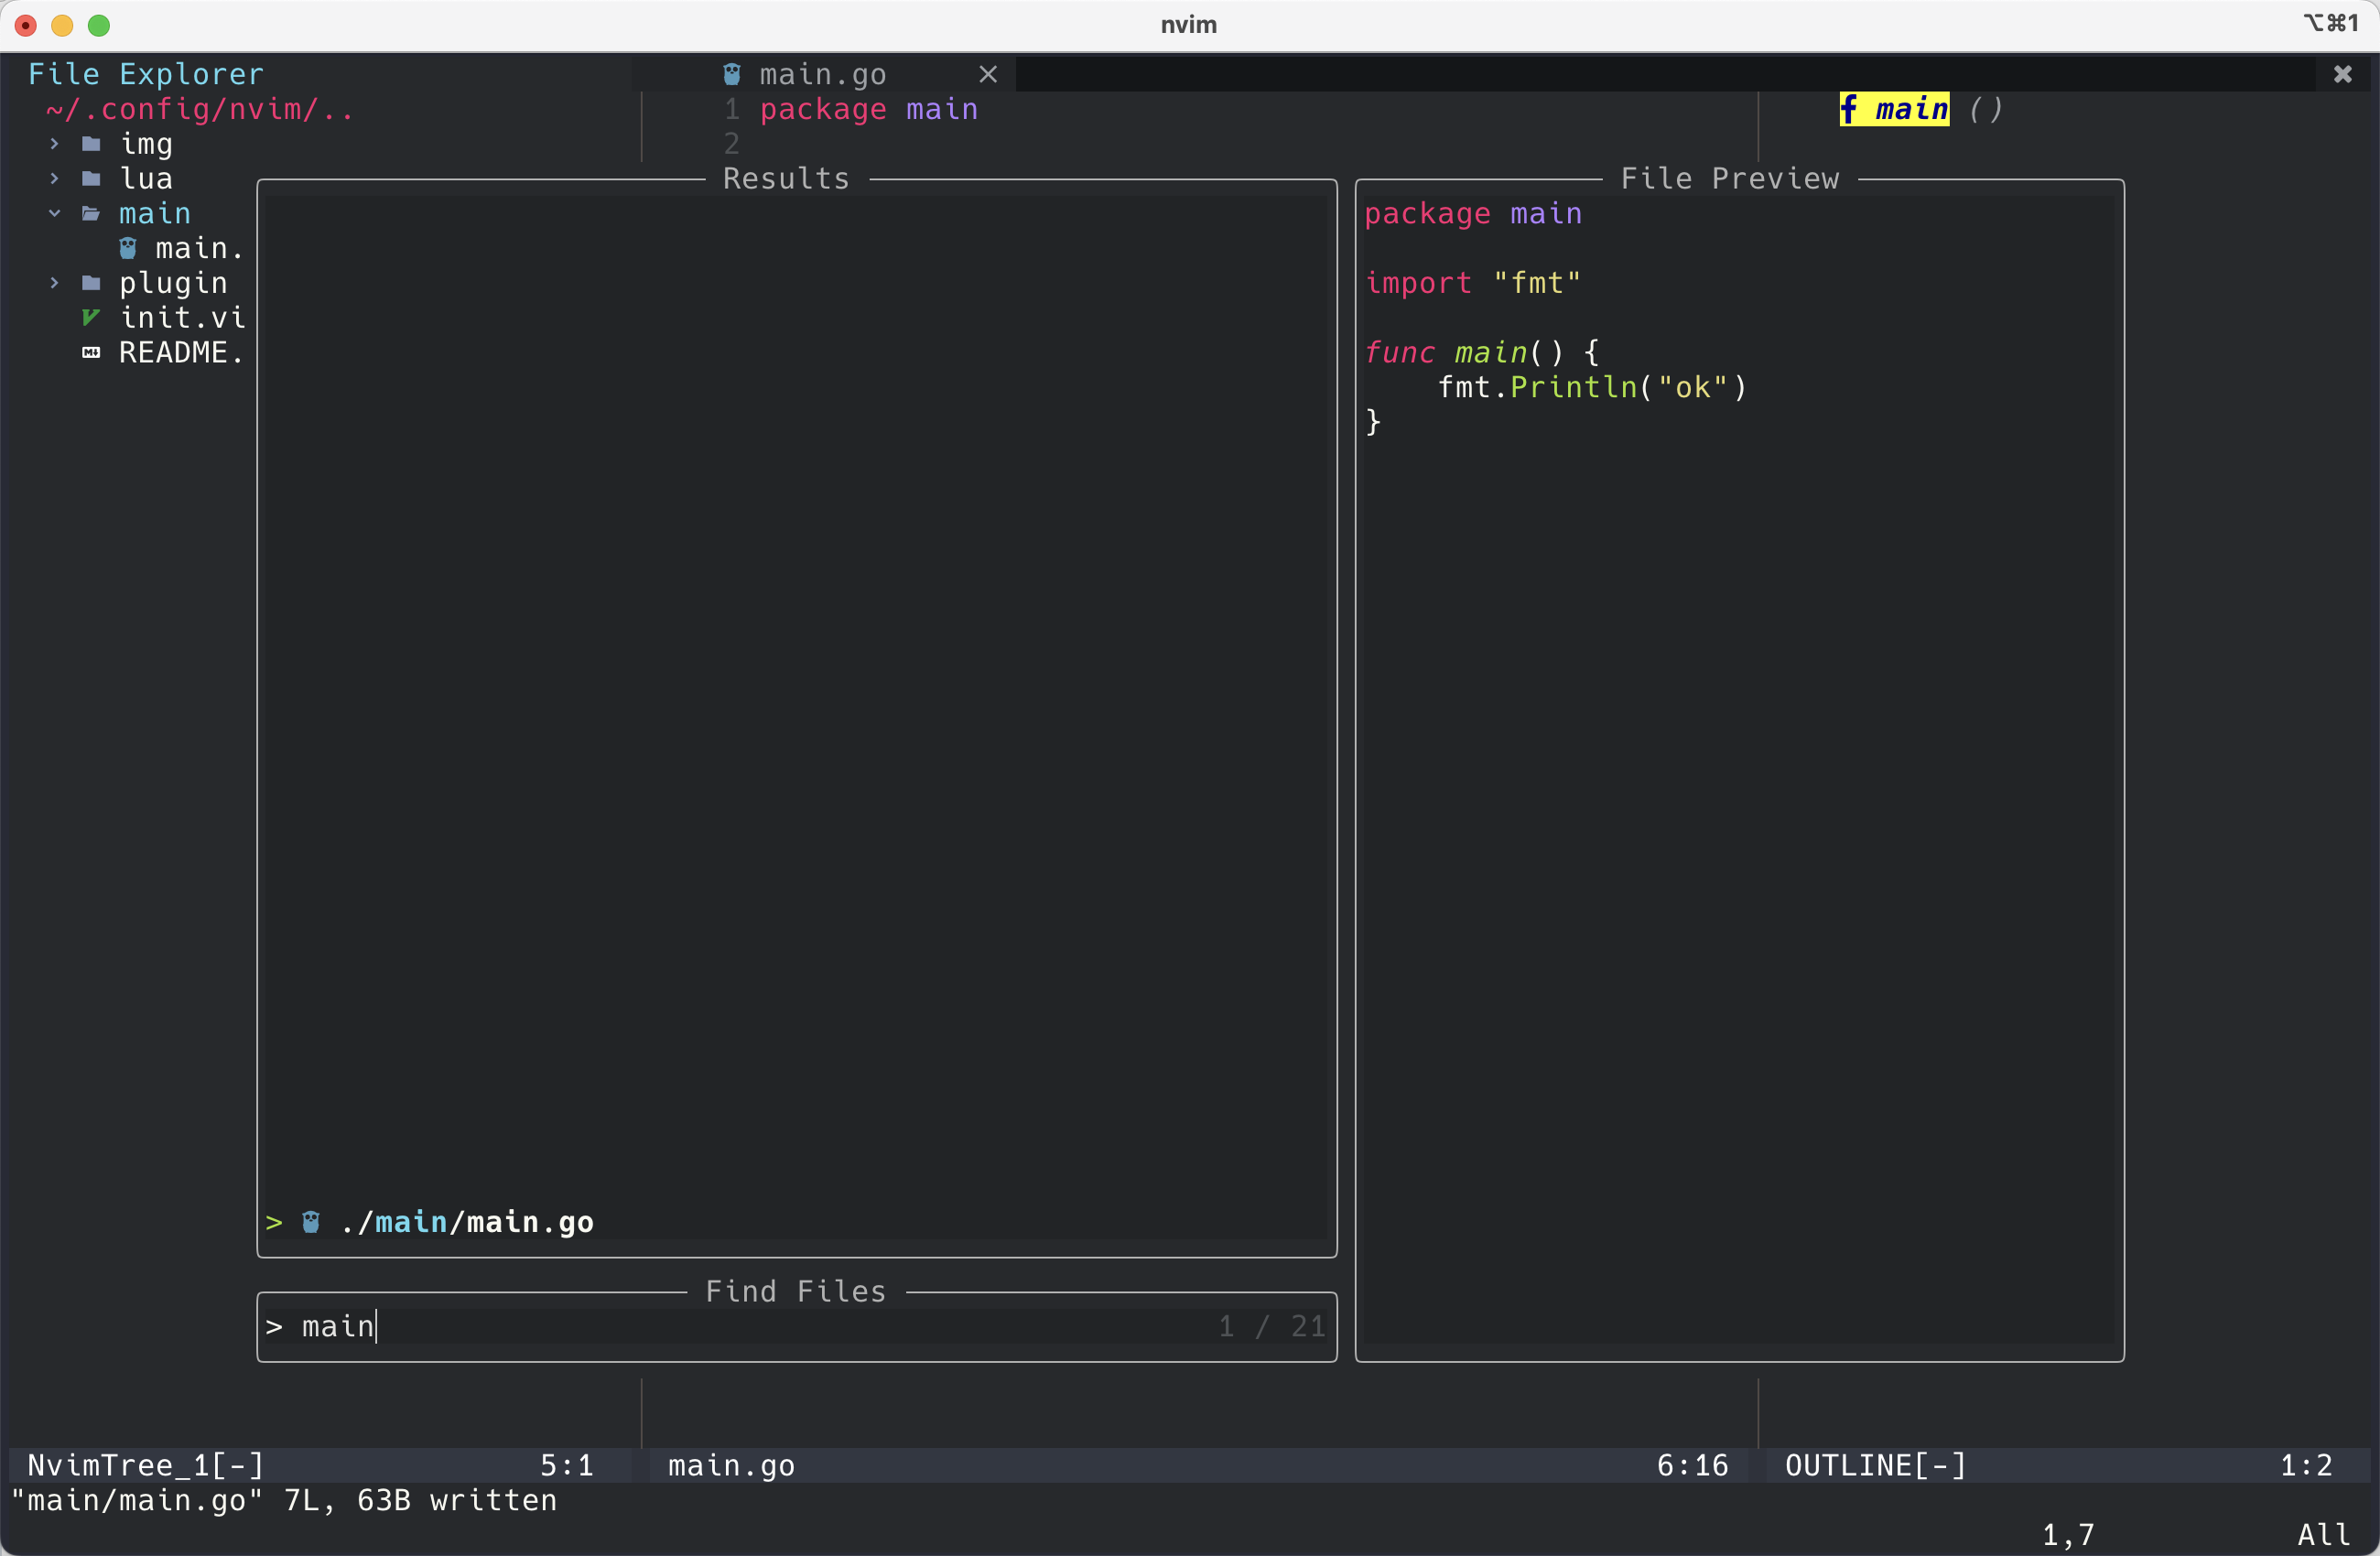 nvim
⌥⌘1
File Explorer
~/.config/nvim/..
img
lua
main
main.
plugin
init.vi
README.
main.go
1 package main
2
f main ()
Results
> ./main/main.go
Find Files
> main 1 / 21
File Preview
package main
import "fmt"
func main() {
    fmt.Println("ok")
}
NvimTree_1[-] 5:1
main.go 6:16
OUTLINE[-] 1:2
"main/main.go" 7L, 63B written
1,7 All